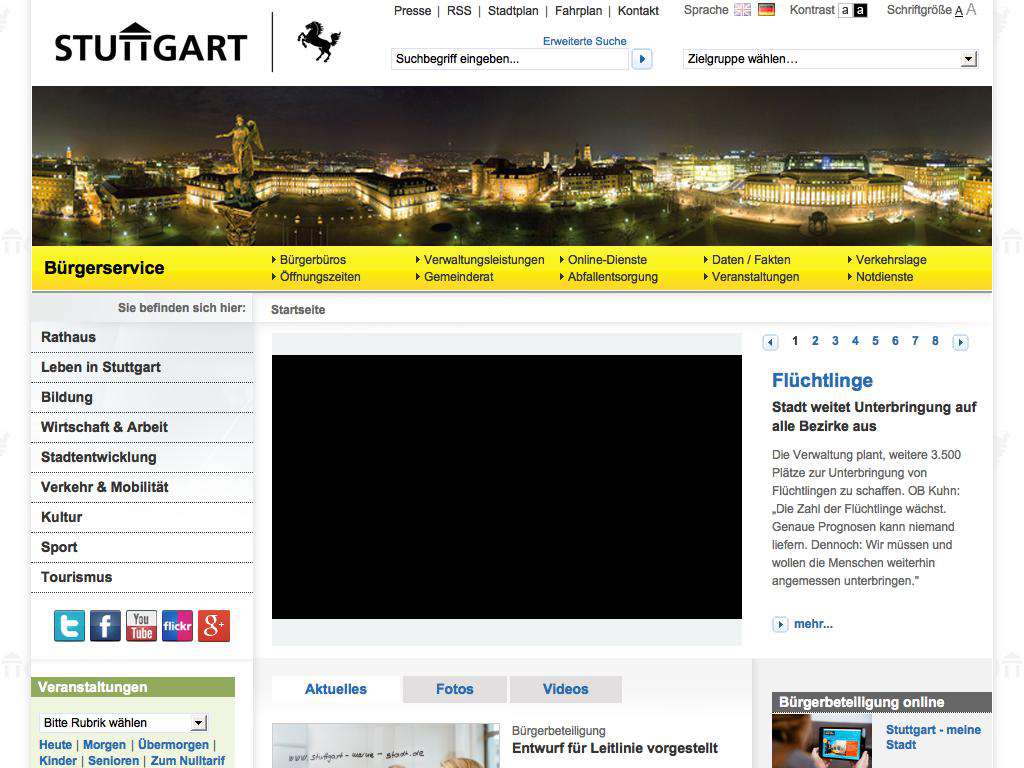 Presse | RSS | Stadtplan | Fahrplan | Kontakt
Sprache
Kontrast a a
Schriftgröße A A
STUTTGART
Erweiterte Suche
Suchbegriff eingeben...
Zielgruppe wählen...
Bürgerservice
Bürgerbüros
Öffnungszeiten
Verwaltungsleistungen
Gemeinderat
Online-Dienste
Abfallentsorgung
Daten / Fakten
Veranstaltungen
Verkehrslage
Notdienste
Sie befinden sich hier:
Startseite
Rathaus
Leben in Stuttgart
Bildung
Wirtschaft & Arbeit
Stadtentwicklung
Verkehr & Mobilität
Kultur
Sport
Tourismus
You Tube
flickr
g+
Veranstaltungen
Bitte Rubrik wählen
Heute | Morgen | Übermorgen |
Kinder | Senioren | Zum Nulltarif
1 2 3 4 5 6 7 8
Flüchtlinge
Stadt weitet Unterbringung auf
alle Bezirke aus
Die Verwaltung plant, weitere 3.500
Plätze zur Unterbringung von
Flüchtlingen zu schaffen. OB Kuhn:
„Die Zahl der Flüchtlinge wächst.
Genaue Prognosen kann niemand
liefern. Dennoch: Wir müssen und
wollen die Menschen weiterhin
angemessen unterbringen."
mehr...
Aktuelles
Fotos
Videos
www.stuttgart-meine-stadt.de
Bürgerbeteiligung
Entwurf für Leitlinie vorgestellt
Bürgerbeteiligung online
Stuttgart - meine
Stadt